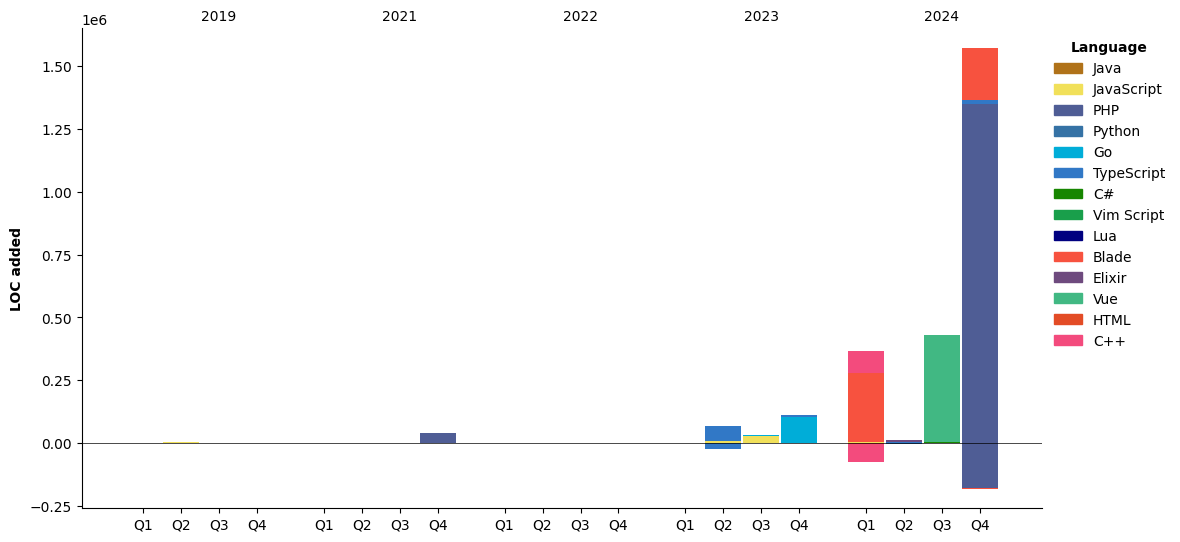 2019 2021 2022 2023 2024
1e6
LOC added
1.50
1.25
1.00
0.75
0.50
0.25
0.00
−0.25
Q1 Q2 Q3 Q4 Q1 Q2 Q3 Q4 Q1 Q2 Q3 Q4 Q1 Q2 Q3 Q4 Q1 Q2 Q3 Q4
Language
Java
JavaScript
PHP
Python
Go
TypeScript
C#
Vim Script
Lua
Blade
Elixir
Vue
HTML
C++